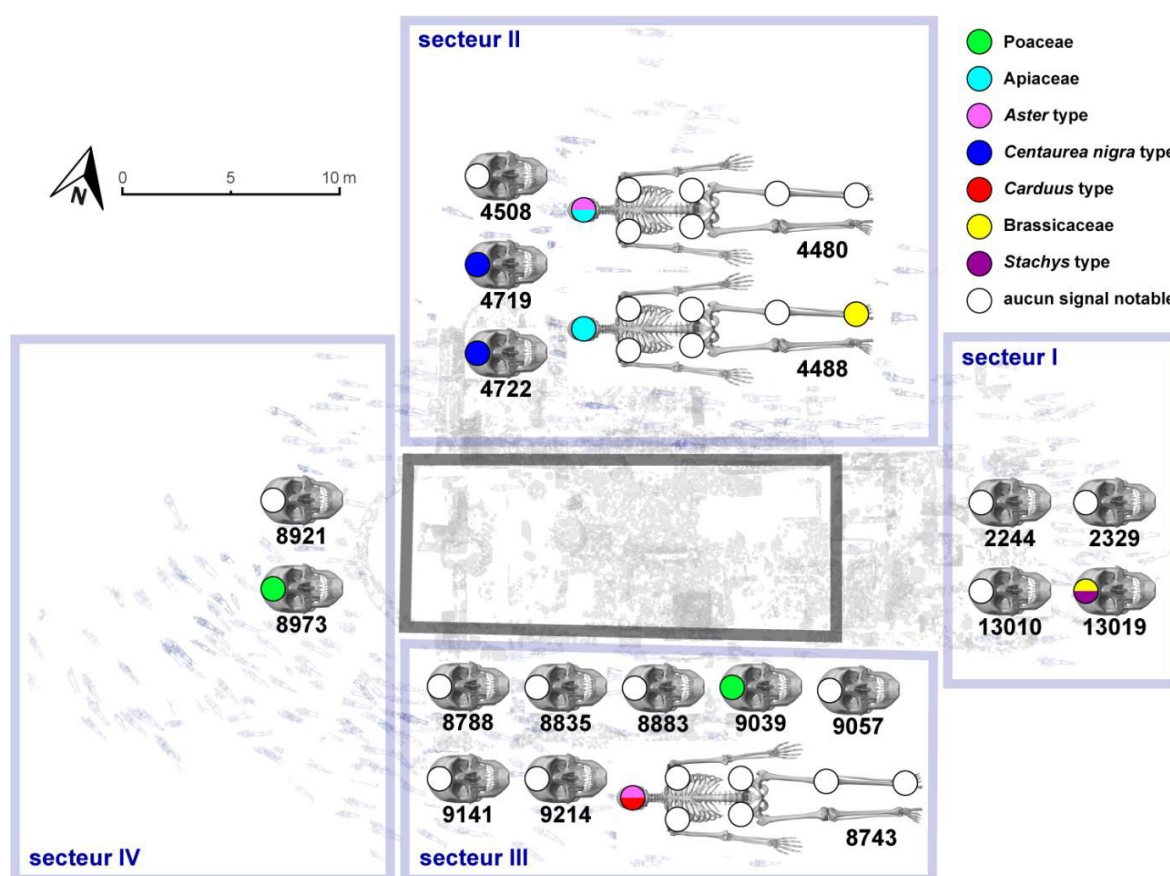 secteur II
Poaceae
Apiaceae
Aster type
Centaurea nigra type
Carduus type
Brassicaceae
Stachys type
aucun signal notable
N
0 5 10 m
4508
4480
4719
4722
4488
secteur I
8921
8973
2244 2329
13010 13019
8788 8835 8883 9039 9057
9141 9214
8743
secteur IV
secteur III